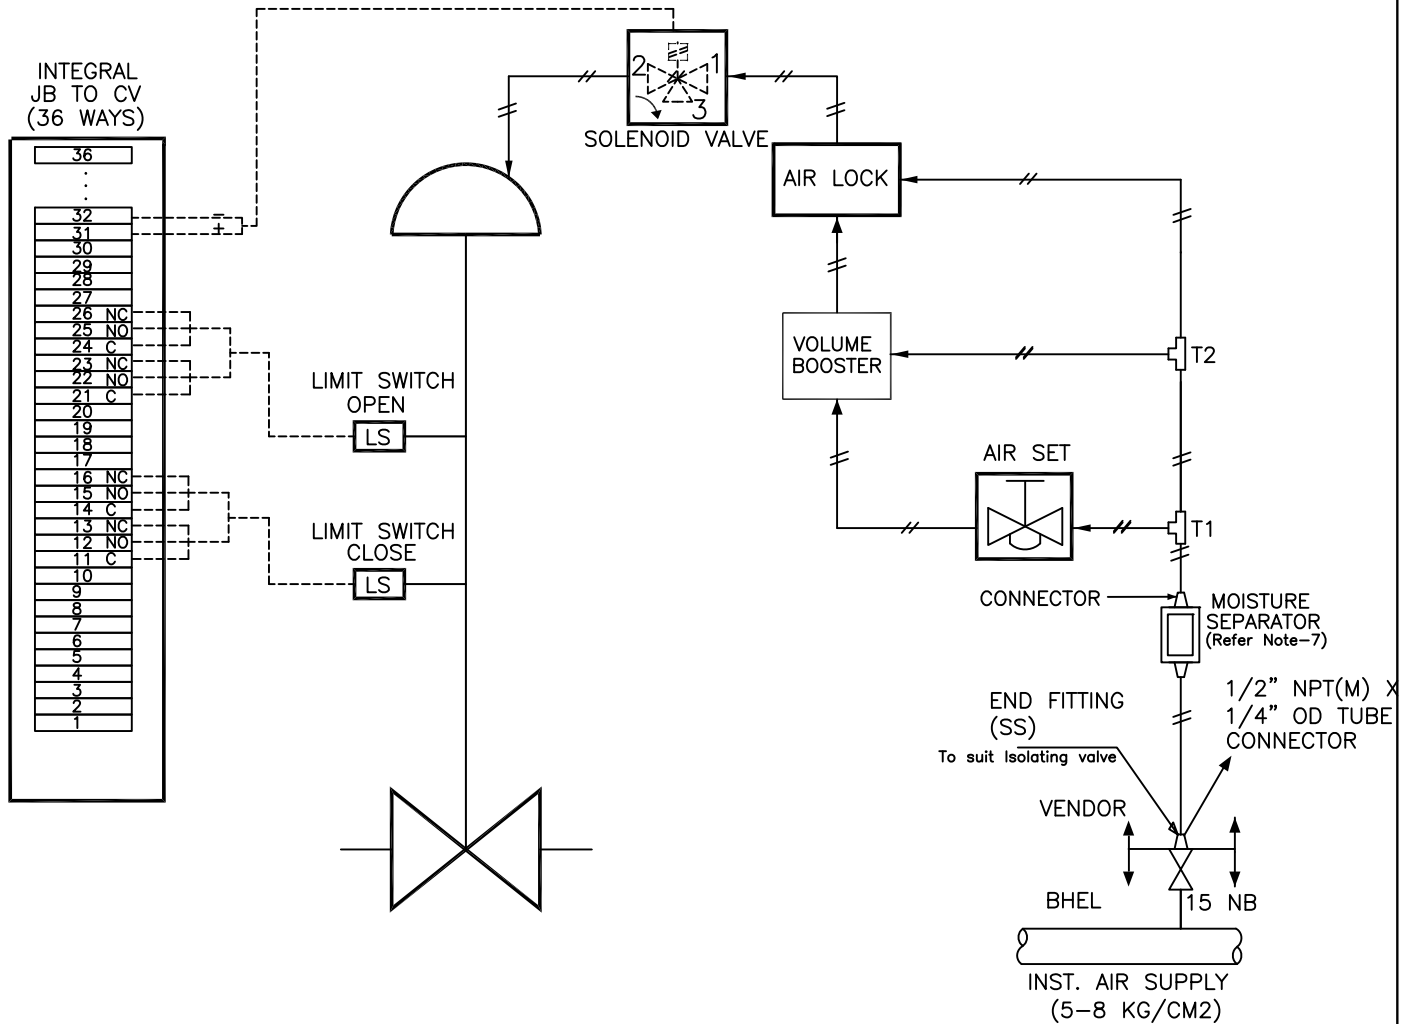 INTEGRAL
JB TO CV
(36 WAYS)
36
32 −
31 +
30
29
28
27
26 NC
25 NO
24 C
23 NC
22 NO
21 C
20
19
18
17
16 NC
15 NO
14 C
13 NC
12 NO
11 C
10
9
8
7
6
5
4
3
2
1
2 1
3
SOLENOID VALVE
AIR LOCK
VOLUME
BOOSTER
T2
LIMIT SWITCH
OPEN
LS
AIR SET
T1
LIMIT SWITCH
CLOSE
LS
CONNECTOR
MOISTURE
SEPARATOR
(Refer Note-7)
END FITTING
(SS)
To suit Isolating valve
1/2" NPT(M) X
1/4" OD TUBE
CONNECTOR
VENDOR
BHEL
15 NB
INST. AIR SUPPLY
(5-8 KG/CM2)